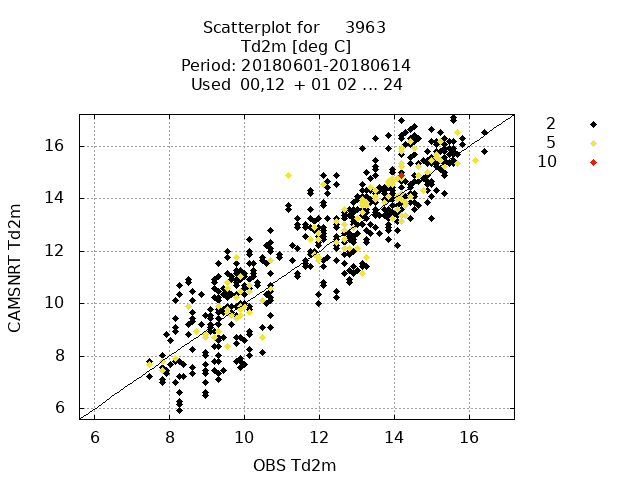 Scatterplot for 3963
Td2m [deg C]
Period: 20180601-20180614
Used 00,12 + 01 02 ... 24
2
5
10
16
14
12
10
8
6
CAMSNRT Td2m
6 8 10 12 14 16
OBS Td2m